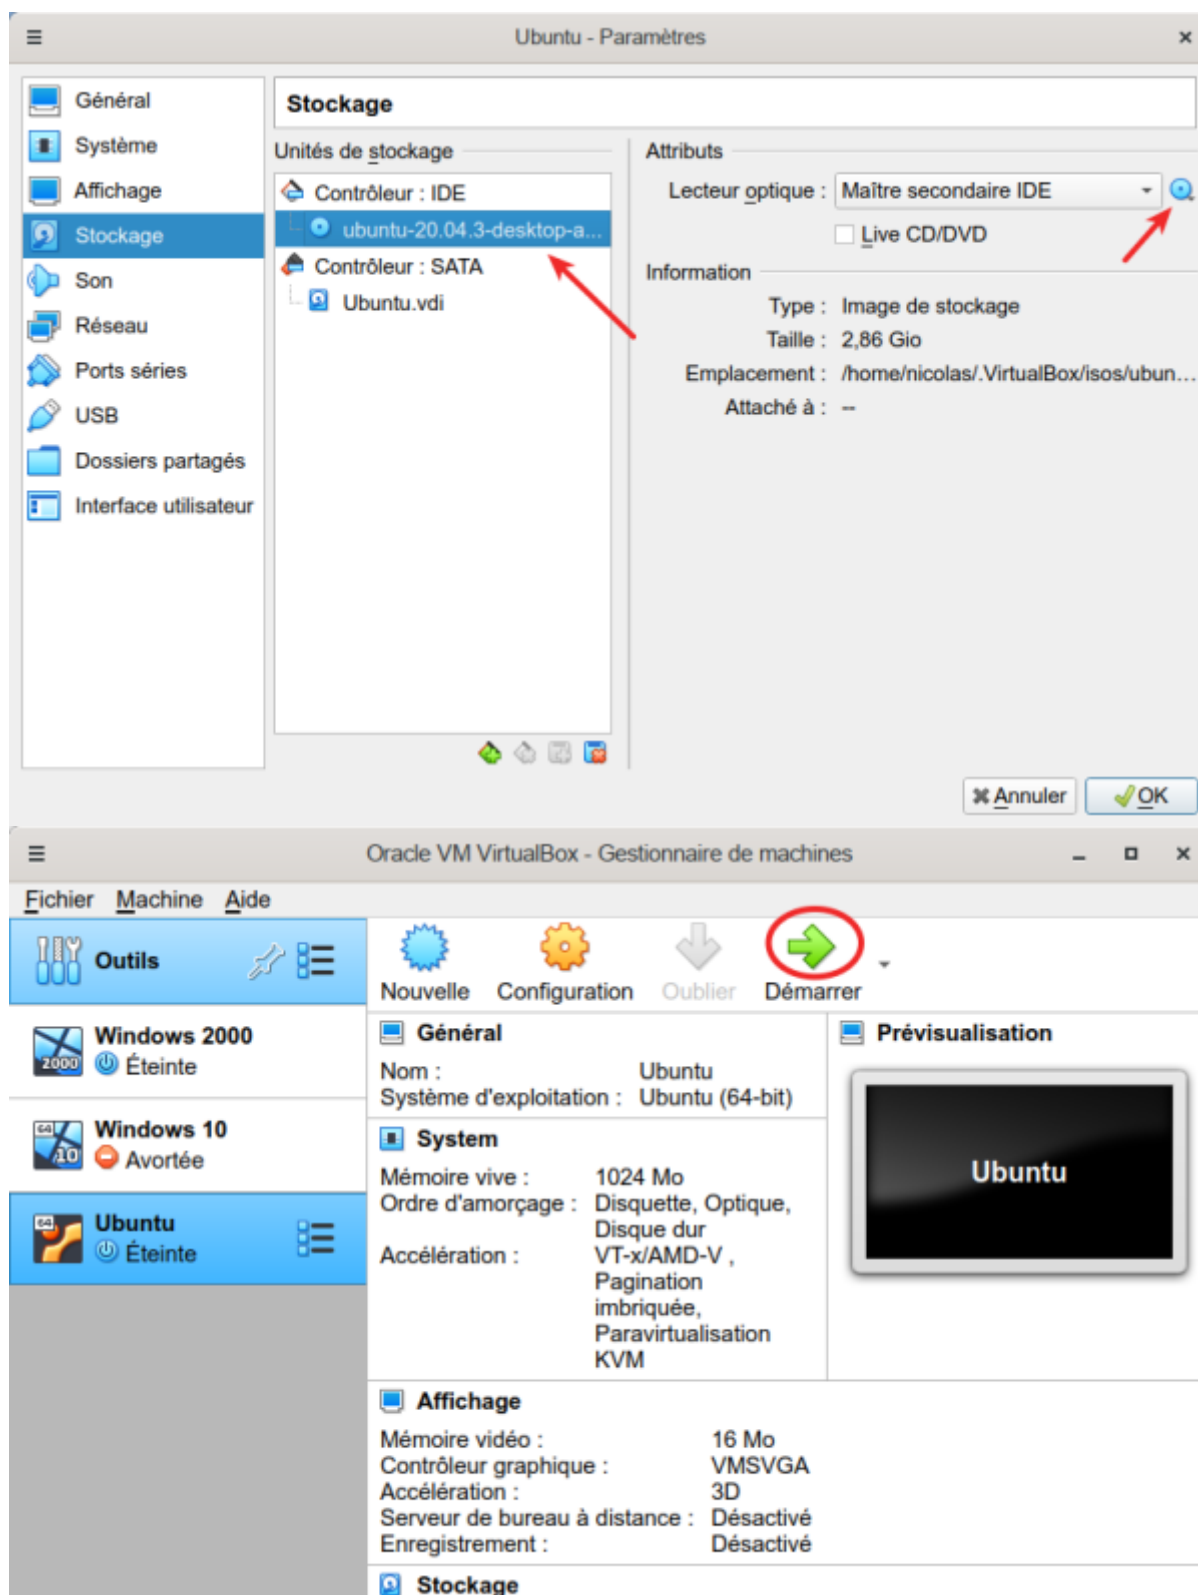 Ubuntu - Paramètres
Général
Système
Affichage
Stockage
Son
Réseau
Ports séries
USB
Dossiers partagés
Interface utilisateur
Stockage
Unités de stockage
Contrôleur : IDE
ubuntu-20.04.3-desktop-a...
Contrôleur : SATA
Ubuntu.vdi
Attributs
Lecteur optique : Maître secondaire IDE
Live CD/DVD
Information
Type : Image de stockage
Taille : 2,86 Gio
Emplacement : /home/nicolas/.VirtualBox/isos/ubun...
Attaché à : --
Annuler OK
Oracle VM VirtualBox - Gestionnaire de machines
Fichier Machine Aide
Outils
Windows 2000
2000
Éteinte
Windows 10
64
10
Avortée
Ubuntu
64
Éteinte
Nouvelle Configuration Oublier Démarrer
Général
Nom : Ubuntu
Système d'exploitation : Ubuntu (64-bit)
System
Mémoire vive : 1024 Mo
Ordre d'amorçage : Disquette, Optique,
Disque dur
Accélération : VT-x/AMD-V ,
Pagination
imbriquée,
Paravirtualisation
KVM
Prévisualisation
Ubuntu
Affichage
Mémoire vidéo : 16 Mo
Contrôleur graphique : VMSVGA
Accélération : 3D
Serveur de bureau à distance : Désactivé
Enregistrement : Désactivé
Stockage